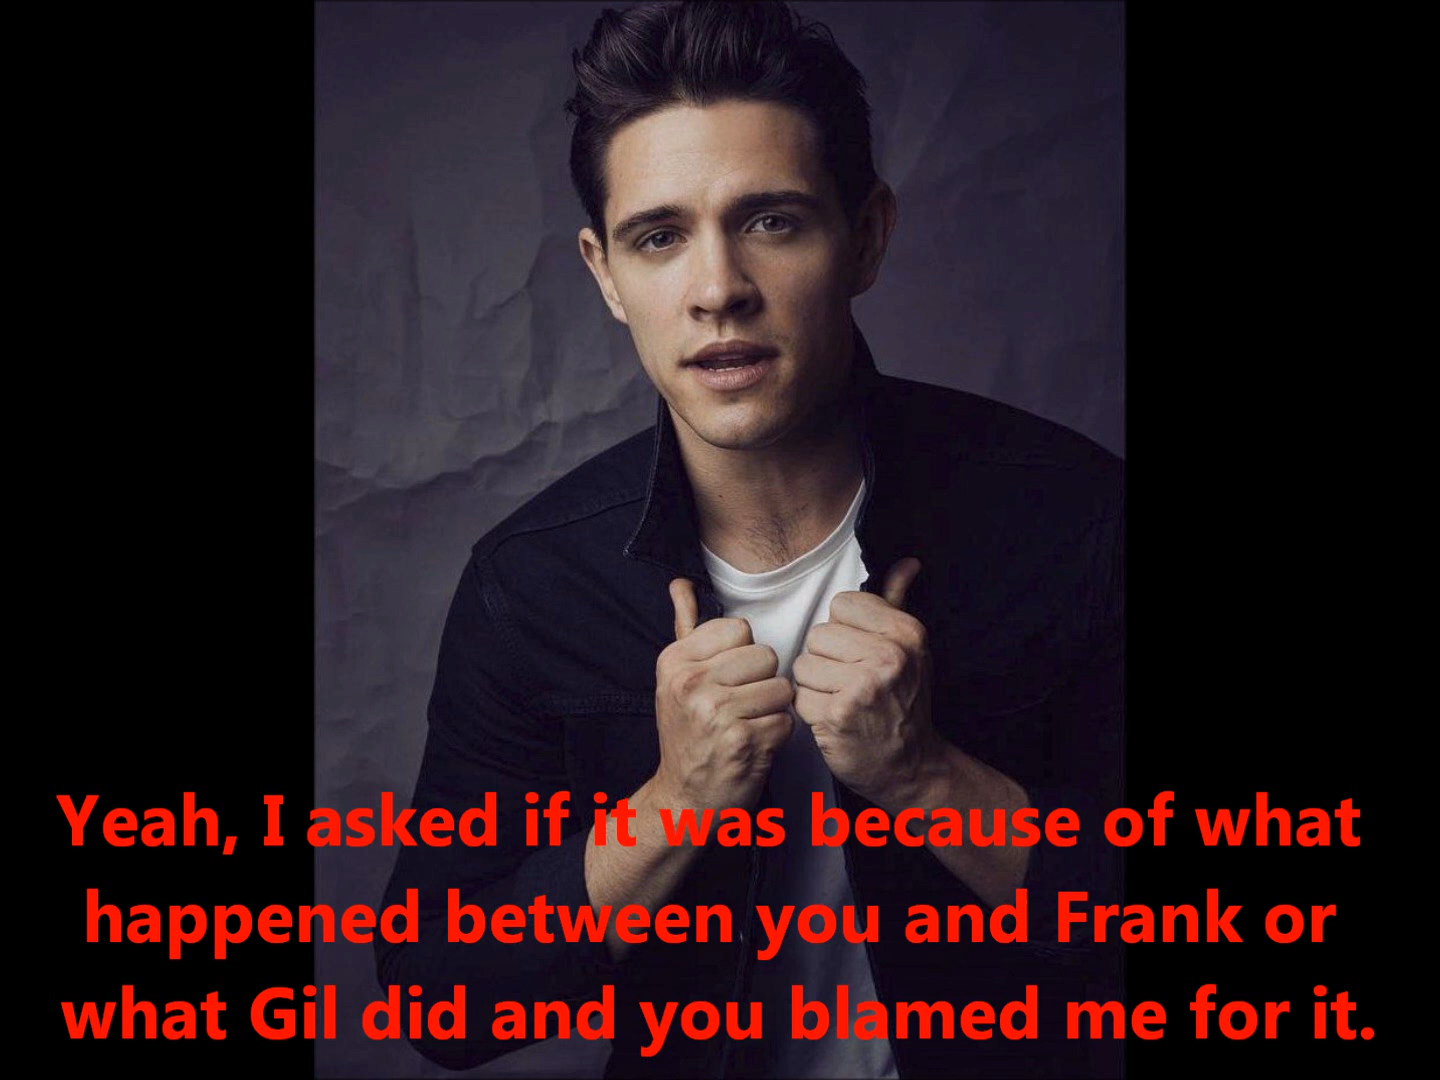 Yeah, I asked if it was because of what
happened between you and Frank or
what Gil did and you blamed me for it.